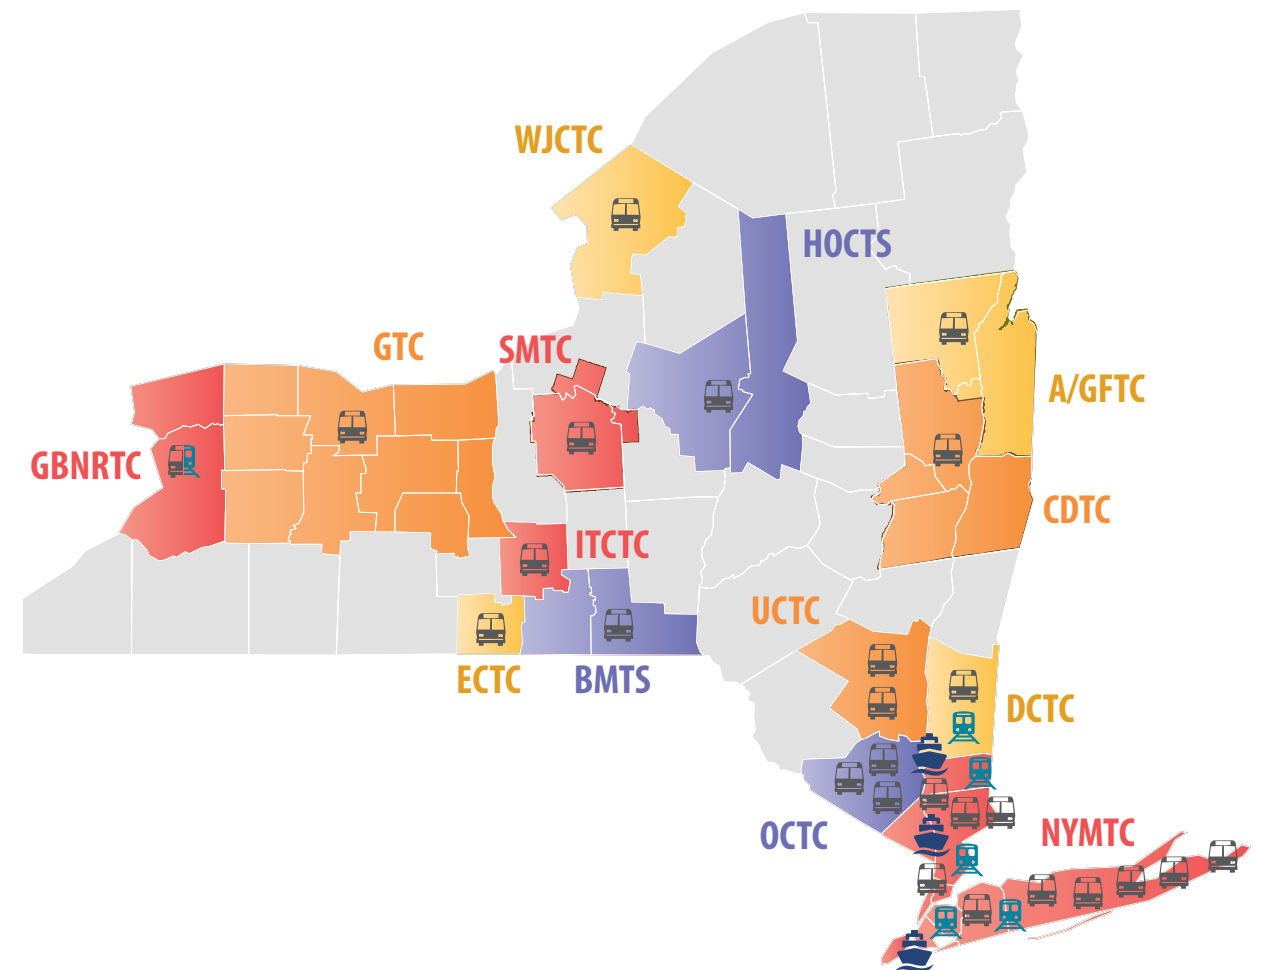 WJCTC
HOCTS
GTC
SMTC
A/GFTC
GBNRTC
CDTC
ITCTC
UCTC
ECTC
BMTS
DCTC
OCTC
NYMTC